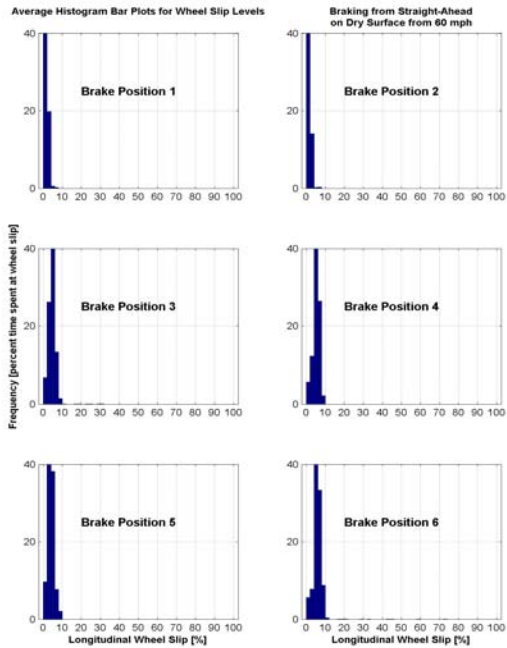 Average Histogram Bar Plots for Wheel Slip Levels
Braking from Straight-Ahead
on Dry Surface from 60 mph
Frequency [percent time spent at wheel slip]
40
20
0
Brake Position 1
0 10 20 30 40 50 60 70 80 90 100
40
20
0
Brake Position 2
0 10 20 30 40 50 60 70 80 90 100
40
20
0
Brake Position 3
0 10 20 30 40 50 60 70 80 90 100
40
20
0
Brake Position 4
0 10 20 30 40 50 60 70 80 90 100
40
20
0
Brake Position 5
0 10 20 30 40 50 60 70 80 90 100
Longitudinal Wheel Slip [%]
40
20
0
Brake Position 6
0 10 20 30 40 50 60 70 80 90 100
Longitudinal Wheel Slip [%]